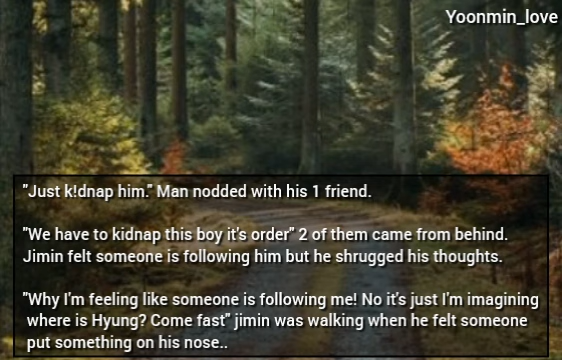 Yoonmin_love
"Just k!dnap him." Man nodded with his 1 friend.
"We have to kidnap this boy it's order" 2 of them came from behind.
Jimin felt someone is following him but he shrugged his thoughts.
"Why I'm feeling like someone is following me! No it's just I'm imagining
where is Hyung? Come fast" jimin was walking when he felt someone
put something on his nose..